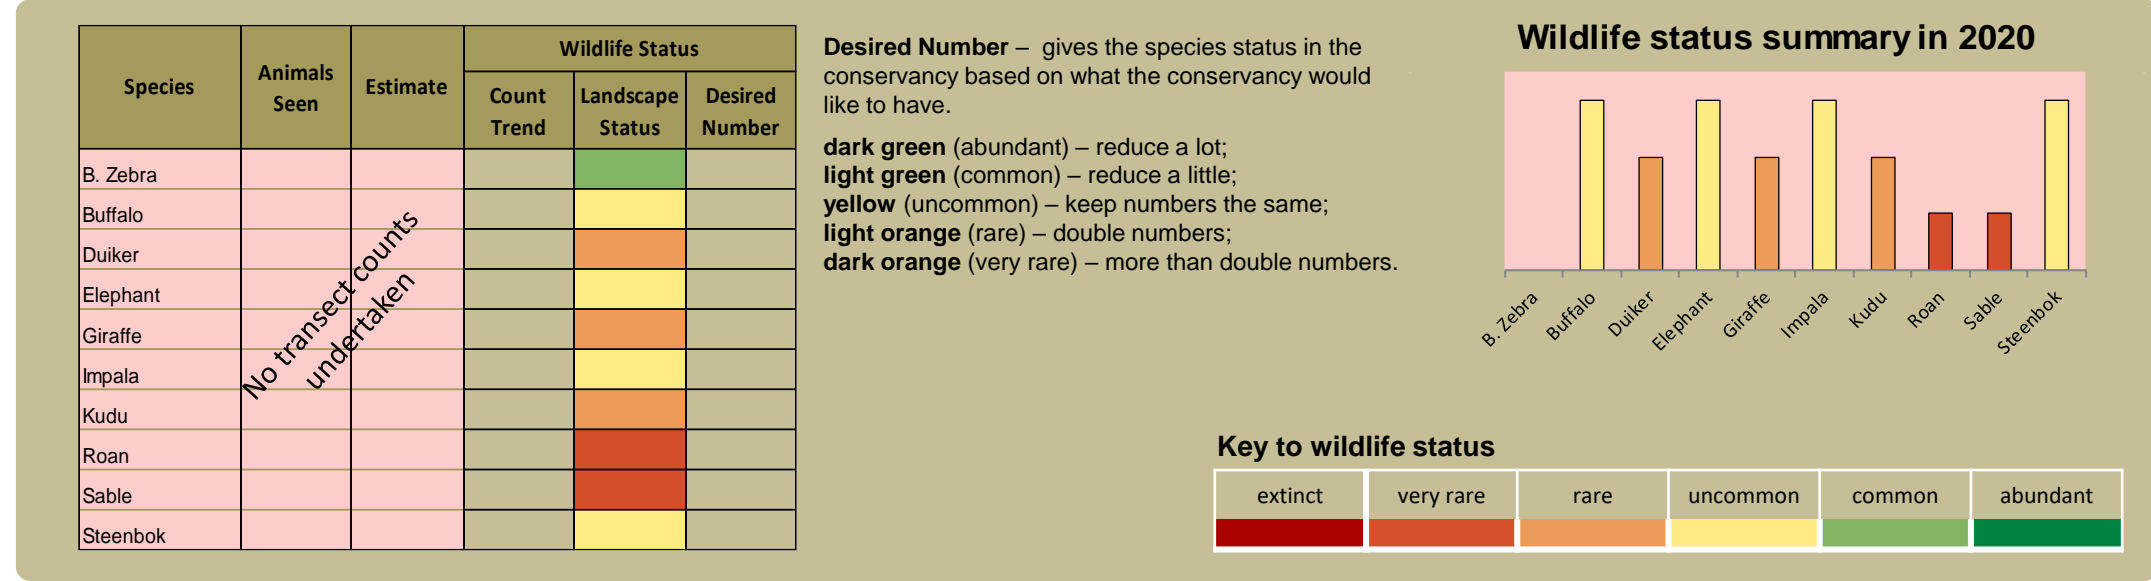 Species
Animals
Seen
Estimate
Wildlife Status
Count
Trend
Landscape
Status
Desired
Number
B. Zebra
Buffalo
Duiker
Elephant
Giraffe
Impala
Kudu
Roan
Sable
Steenbok
No transect counts
undertaken
Desired Number – gives the species status in the
conservancy based on what the conservancy would
like to have.
dark green (abundant) – reduce a lot;
light green (common) – reduce a little;
yellow (uncommon) – keep numbers the same;
light orange (rare) – double numbers;
dark orange (very rare) – more than double numbers.
Wildlife status summary in 2020
B. Zebra
Buffalo
Duiker
Elephant
Giraffe
Impala
Kudu
Roan
Sable
Steenbok
Key to wildlife status
extinct very rare rare uncommon common abundant